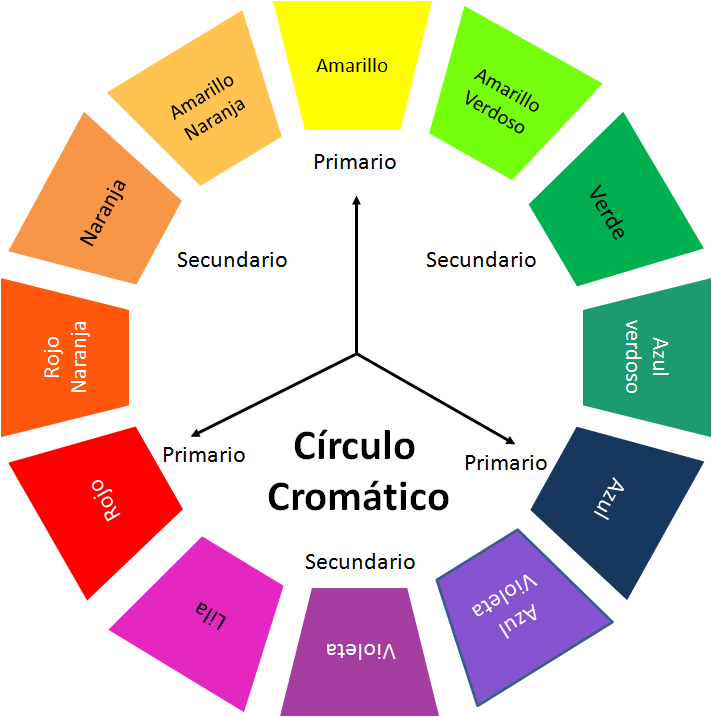 Amarillo
Amarillo
Verdoso
Verde
Azul
verdoso
Azul
Azul
Violeta
Violeta
Lila
Rojo
Rojo
Naranja
Naranja
Amarillo
Naranja
Primario
Secundario
Secundario
Primario
Primario
Círculo
Cromático
Secundario